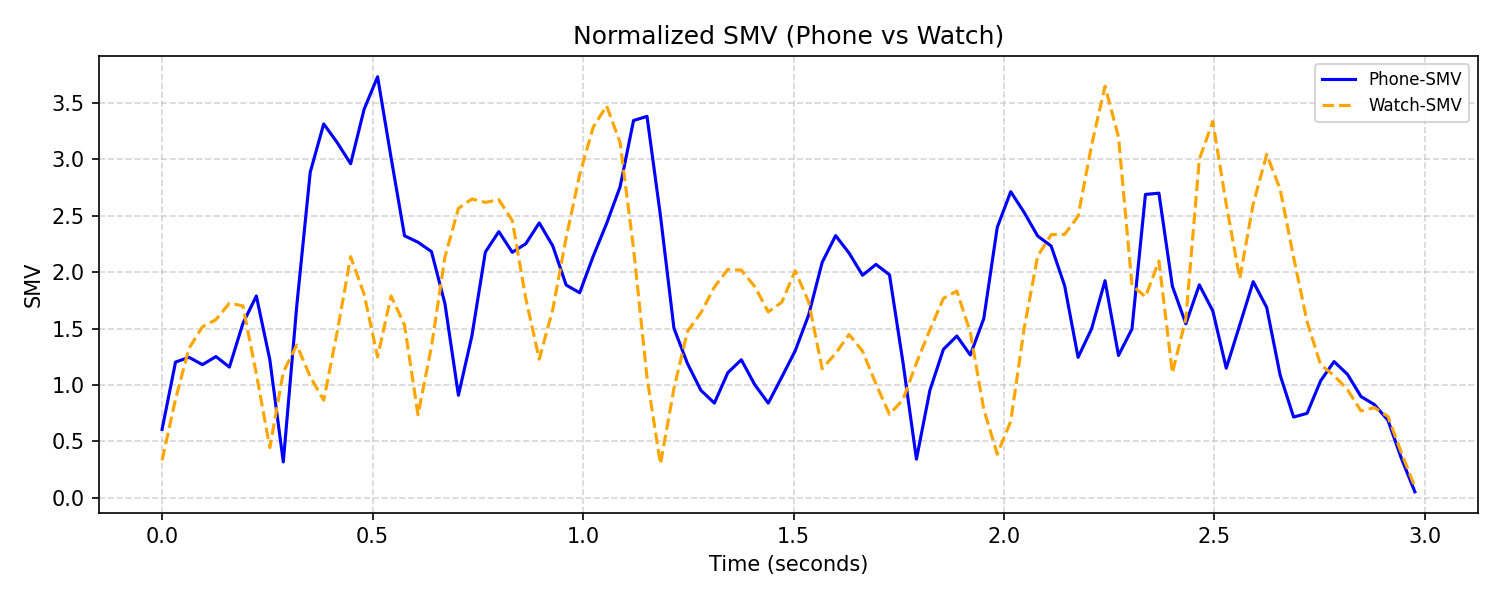 Normalized SMV (Phone vs Watch)
Phone-SMV
Watch-SMV
SMV
3.5
3.0
2.5
2.0
1.5
1.0
0.5
0.0
0.0 0.5 1.0 1.5 2.0 2.5 3.0
Time (seconds)